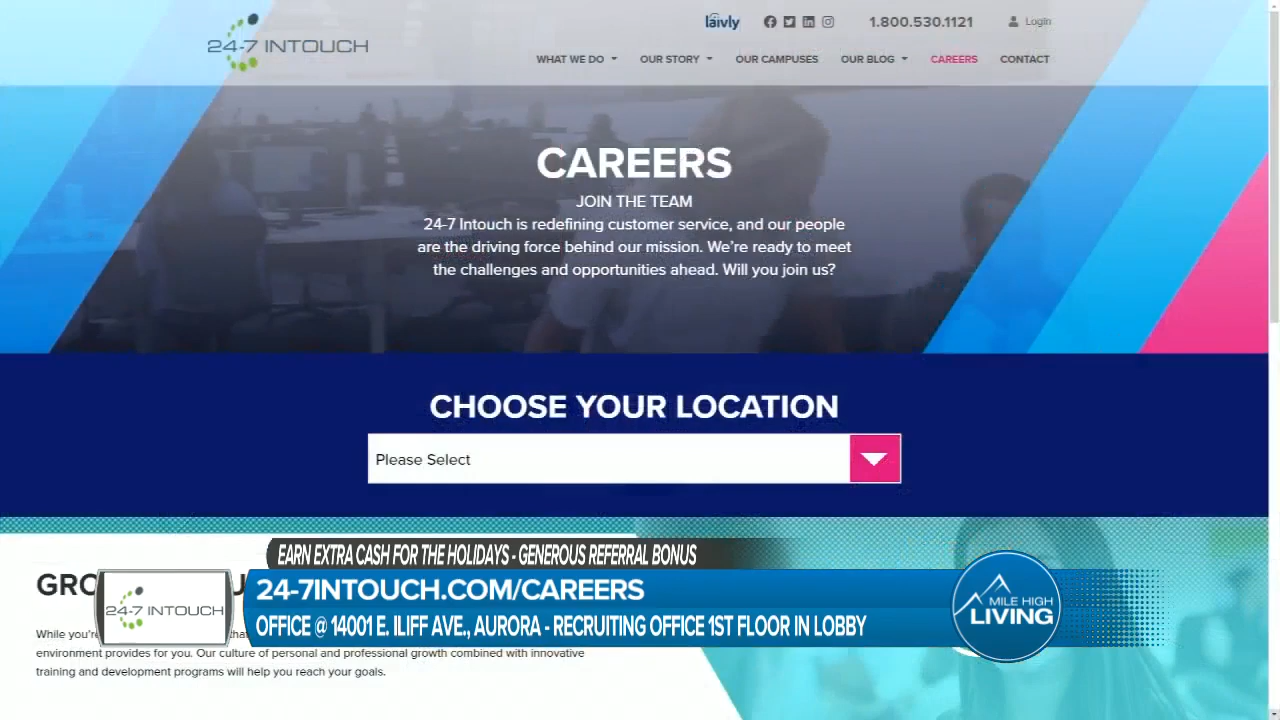 laivly
1.800.530.1121
Login
24-7 INTOUCH
WHAT WE DO
OUR STORY
OUR CAMPUSES
OUR BLOG
CAREERS
CONTACT
CAREERS
JOIN THE TEAM
24-7 Intouch is redefining customer service, and our people
are the driving force behind our mission. We're ready to meet
the challenges and opportunities ahead. Will you join us?
CHOOSE YOUR LOCATION
Please Select
EARN EXTRA CASH FOR THE HOLIDAYS - GENEROUS REFERRAL BONUS
24-7 INTOUCH
24-7INTOUCH.COM/CAREERS
OFFICE @ 14001 E. ILIFF AVE., AURORA - RECRUITING OFFICE 1ST FLOOR IN LOBBY
MILE HIGH
LIVING
While
environment provides for you. Our culture of personal and professional growth combined with innovative
training and development programs will help you reach your goals.